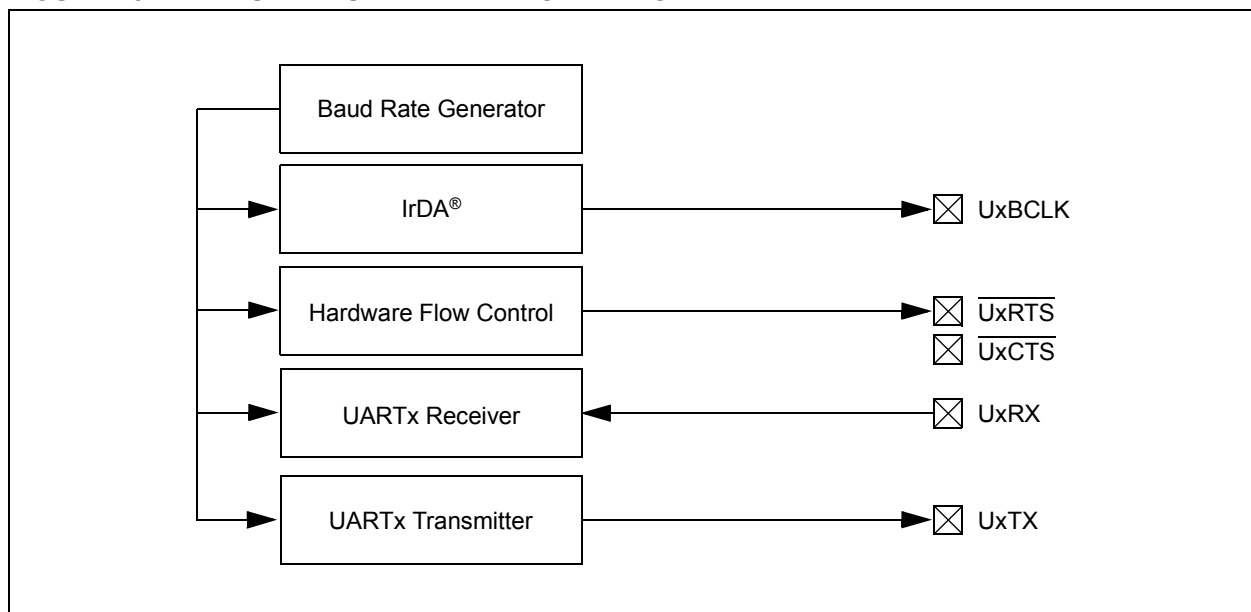 Baud Rate Generator
IrDA®
UxBCLK
Hardware Flow Control
UxRTS
UxCTS
UARTx Receiver
UxRX
UARTx Transmitter
UxTX